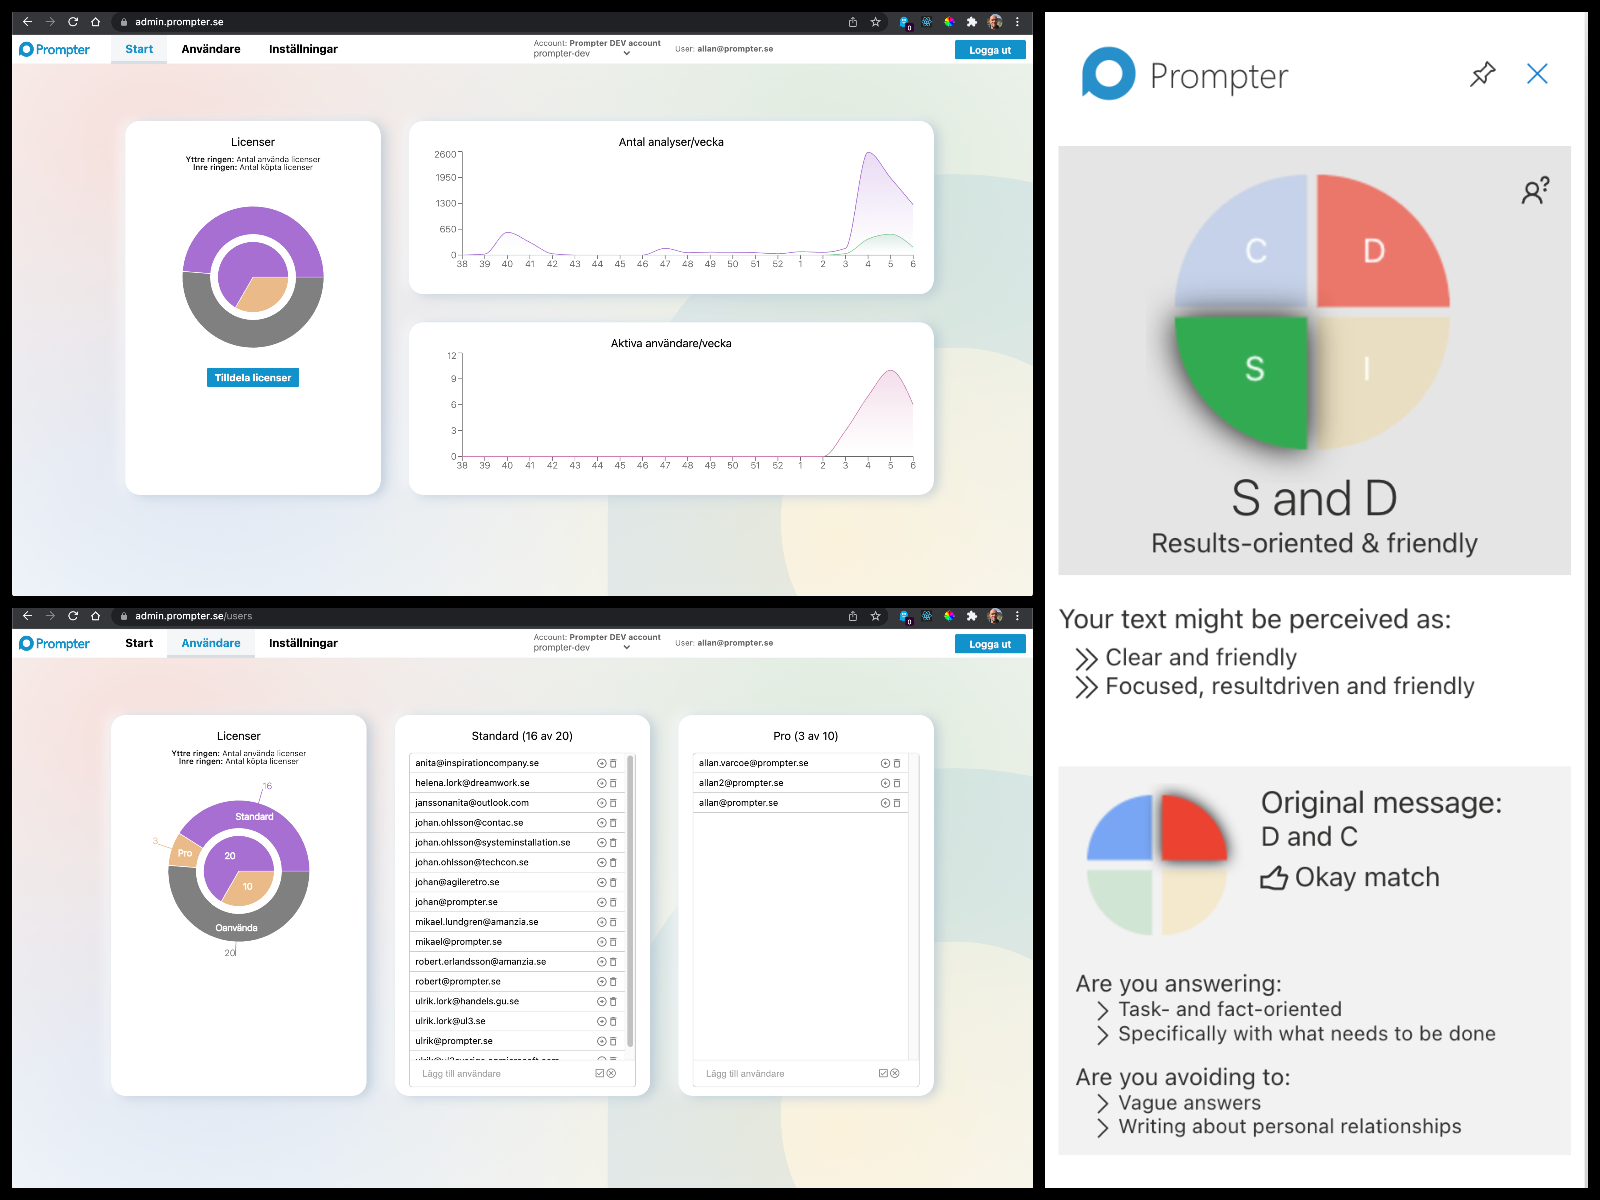 admin.prompter.se
0
Prompter
Start
Användare
Inställningar
Account: Prompter DEV account
prompter-dev
User: allan@prompter.se
Logga ut
Licenser
Yttre ringen: Antal använda licenser
Inre ringen: Antal köpta licenser
Tilldela licenser
Antal analyser/vecka
2600
1950
1300
650
0
38 39 40 41 42 43 44 45 46 47 48 49 50 51 52 1 2 3 4 5 6
Aktiva användare/vecka
12
9
6
3
0
38 39 40 41 42 43 44 45 46 47 48 49 50 51 52 1 2 3 4 5 6
admin.prompter.se/users
0
Prompter
Start
Användare
Inställningar
Account: Prompter DEV account
prompter-dev
User: allan@prompter.se
Logga ut
Licenser
Yttre ringen: Antal använda licenser
Inre ringen: Antal köpta licenser
16
Standard
3
Pro
20
10
Oanvända
20
Standard (16 av 20)
anita@inspirationcompany.se
helena.lork@dreamwork.se
janssonanita@outlook.com
johan.ohlsson@contac.se
johan.ohlsson@systeminstallation.se
johan.ohlsson@techcon.se
johan@agileretro.se
johan@prompter.se
mikael.lundgren@amanzia.se
mikael@prompter.se
robert.erlandsson@amanzia.se
robert@prompter.se
ulrik.lork@handels.gu.se
ulrik.lork@ul3.se
ulrik@prompter.se
Lägg till användare
Pro (3 av 10)
allan.varcoe@prompter.se
allan2@prompter.se
allan@prompter.se
Lägg till användare
Prompter
C
D
S
I
S and D
Results-oriented & friendly
Your text might be perceived as:
Clear and friendly
Focused, resultdriven and friendly
Original message:
D and C
Okay match
Are you answering:
Task- and fact-oriented
Specifically with what needs to be done
Are you avoiding to:
Vague answers
Writing about personal relationships